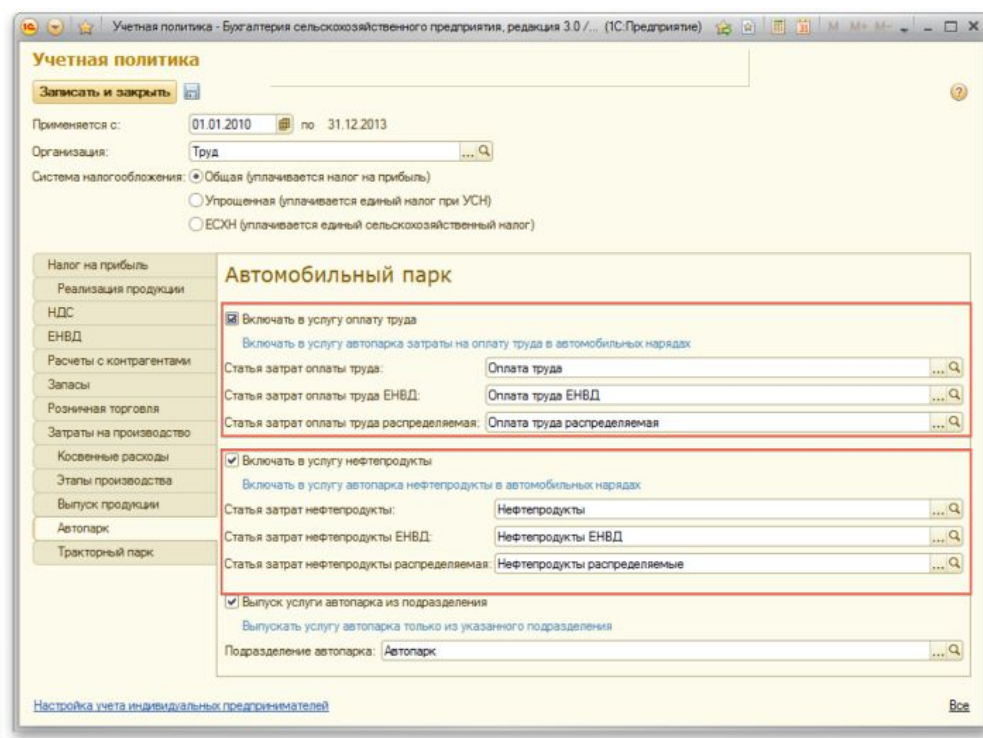 Учетная политика - Бухгалтерия сельскохозяйственного предприятия, редакция 3.0 /... (1С:Предприятие) M M+ M-
Учетная политика
Записать и закрыть
Применяется с: 01.01.2010 по 31.12.2013
Организация: Труд
Система налогообложения: Общая (уплачивается налог на прибыль)
Упрощенная (уплачивается единый налог при УСН)
ЕСХН (уплачивается единый сельскохозяйственный налог)
Налог на прибыль
Реализация продукции
НДС
ЕНВД
Расчеты с контрагентами
Запасы
Розничная торговля
Затраты на производство
Косвенные расходы
Этапы производства
Выпуск продукции
Автопарк
Тракторный парк
Автомобильный парк
Включать в услугу оплату труда
Включать в услугу автопарка затраты на оплату труда в автомобильных нарядах
Статья затрат оплаты труда: Оплата труда
Статья затрат оплаты труда ЕНВД: Оплата труда ЕНВД
Статья затрат оплаты труда распределяемая: Оплата труда распределяемая
Включать в услугу нефтепродукты
Включать в услугу автопарка нефтепродукты в автомобильных нарядах
Статья затрат нефтепродукты: Нефтепродукты
Статья затрат нефтепродукты ЕНВД: Нефтепродукты ЕНВД
Статья затрат нефтепродукты распределяемая: Нефтепродукты распределяемые
Выпуск услуги автопарка из подразделения
Выпускать услугу автопарка только из указанного подразделения
Подразделение автопарка: Автопарк
Настройка учета индивидуальных предпринимателей
Все